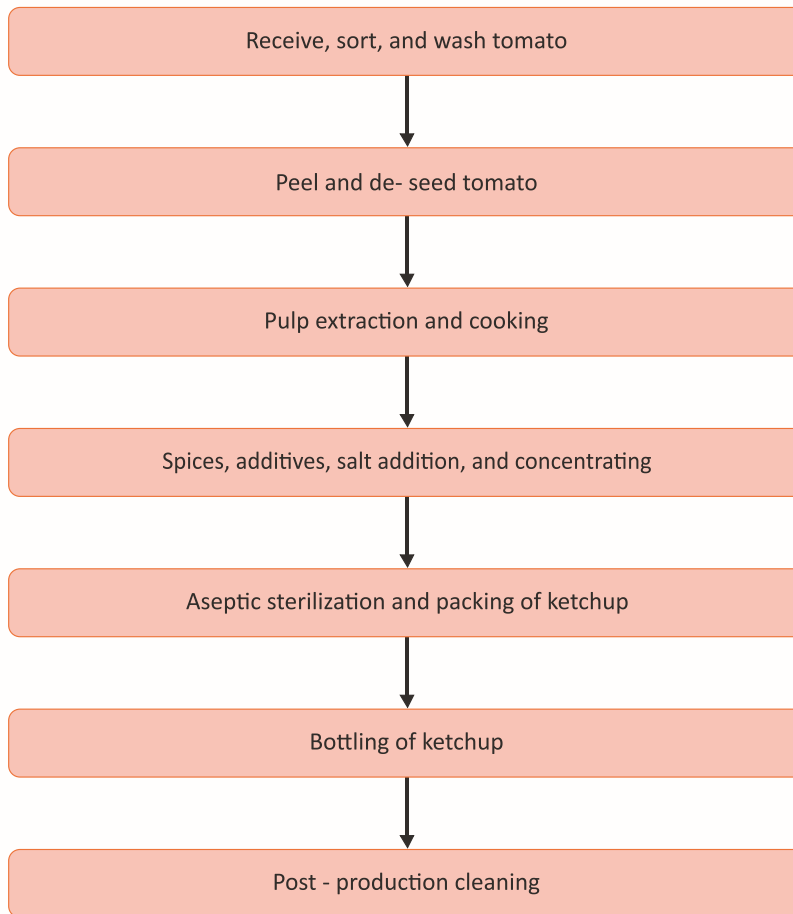 Receive, sort, and wash tomato
Peel and de- seed tomato
Pulp extraction and cooking
Spices, additives, salt addition, and concentrating
Aseptic sterilization and packing of ketchup
Bottling of ketchup
Post - production cleaning